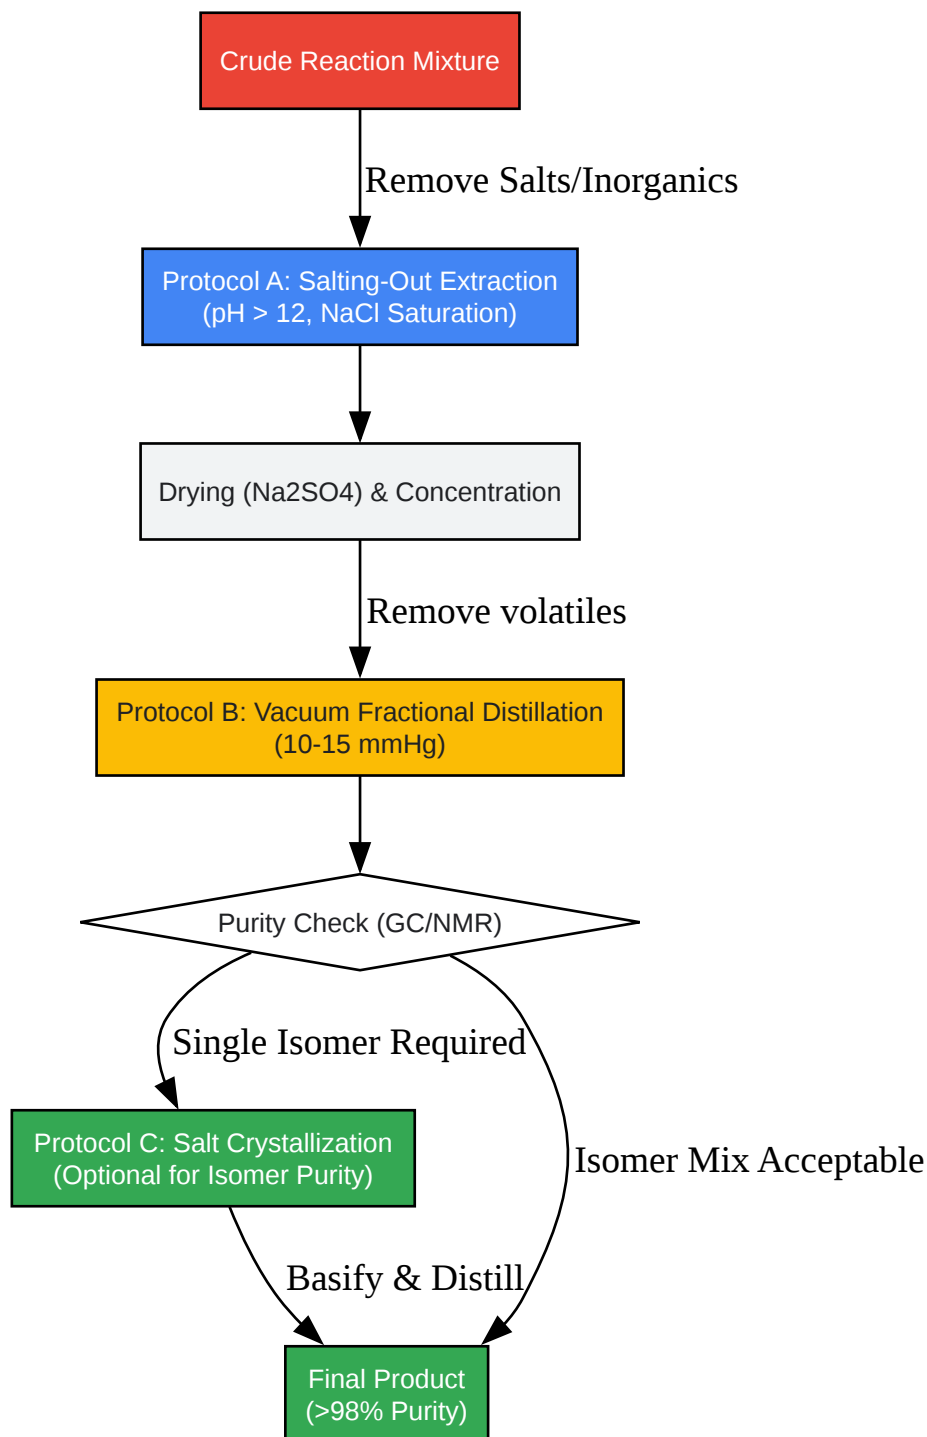 Crude Reaction Mixture
Remove Salts/Inorganics
Protocol A: Salting-Out Extraction
(pH > 12, NaCl Saturation)
Drying (Na2SO4) & Concentration
Remove volatiles
Protocol B: Vacuum Fractional Distillation
(10-15 mmHg)
Purity Check (GC/NMR)
Single Isomer Required
Protocol C: Salt Crystallization
(Optional for Isomer Purity)
Isomer Mix Acceptable
Basify & Distill
Final Product
(>98% Purity)